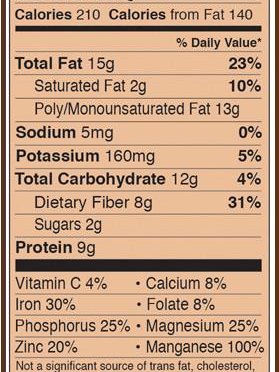 Calories 210 Calories from Fat 140
% Daily Value*
Total Fat 15g 23%
Saturated Fat 2g 10%
Poly/Monounsaturated Fat 13g
Sodium 5mg 0%
Potassium 160mg 5%
Total Carbohydrate 12g 4%
Dietary Fiber 8g 31%
Sugars 2g
Protein 9g
Vitamin C 4% • Calcium 8%
Iron 30% • Folate 8%
Phosphorus 25% • Magnesium 25%
Zinc 20% • Manganese 100%
Not a significant source of trans fat, cholesterol,